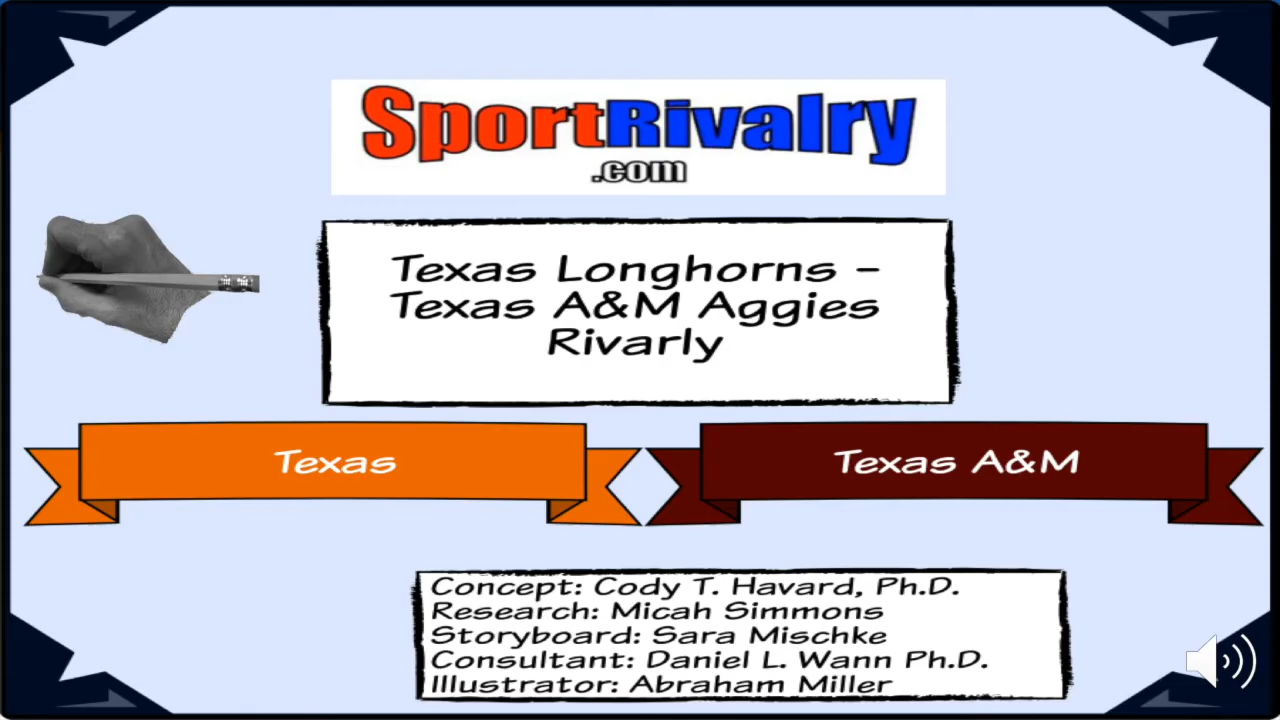 SportRivalry
.com
Texas Longhorns -
Texas A&M Aggies
Rivarly
Texas
Texas A&M
Concept: Cody T. Havard, Ph.D.
Research: Micah Simmons
Storyboard: Sara Mischke
Consultant: Daniel L. Wann Ph.D.
Illustrator: Abraham Miller